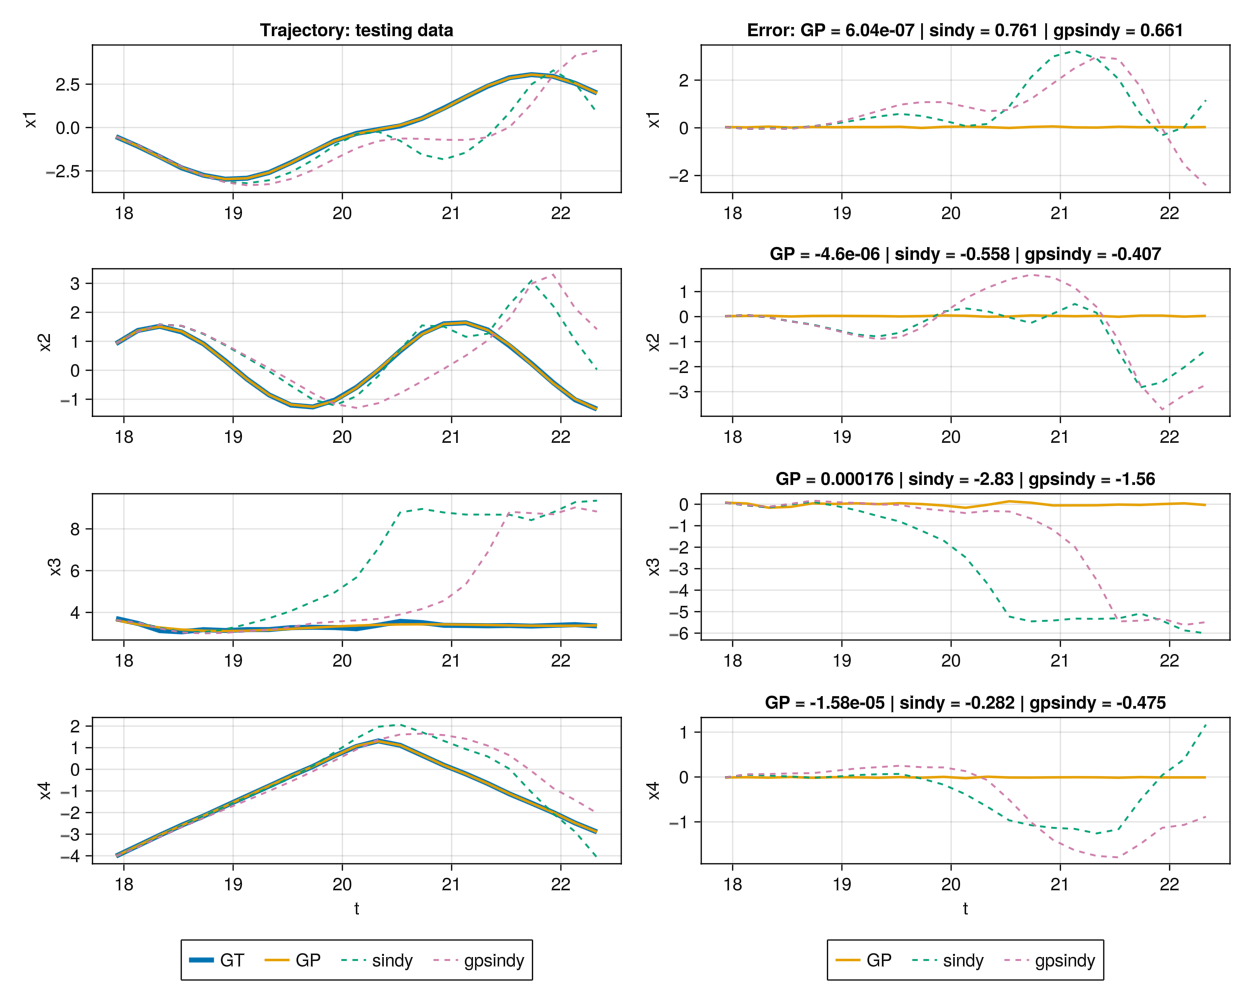 Trajectory: testing data
x1
2.5
0.0
−2.5
18 19 20 21 22
Error: GP = 6.04e-07 | sindy = 0.761 | gpsindy = 0.661
x1
2
0
−2
18 19 20 21 22
x2
3
2
1
0
−1
18 19 20 21 22
GP = -4.6e-06 | sindy = -0.558 | gpsindy = -0.407
x2
1
0
−1
−2
−3
18 19 20 21 22
x3
8
6
4
18 19 20 21 22
GP = 0.000176 | sindy = -2.83 | gpsindy = -1.56
x3
0
−1
−2
−3
−4
−5
−6
18 19 20 21 22
x4
2
1
0
−1
−2
−3
−4
18 19 20 21 22
t
GP = -1.58e-05 | sindy = -0.282 | gpsindy = -0.475
x4
1
0
−1
18 19 20 21 22
t
GT GP sindy gpsindy
GP sindy gpsindy